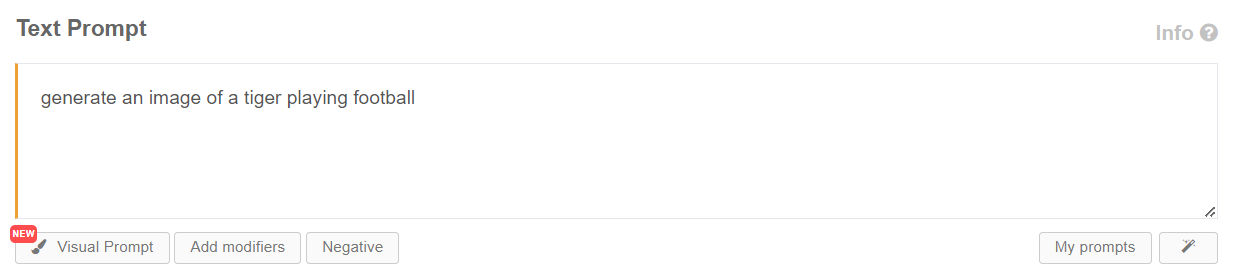 Text Prompt
Info
generate an image of a tiger playing football
NEW
Visual Prompt
Add modifiers
Negative
My prompts